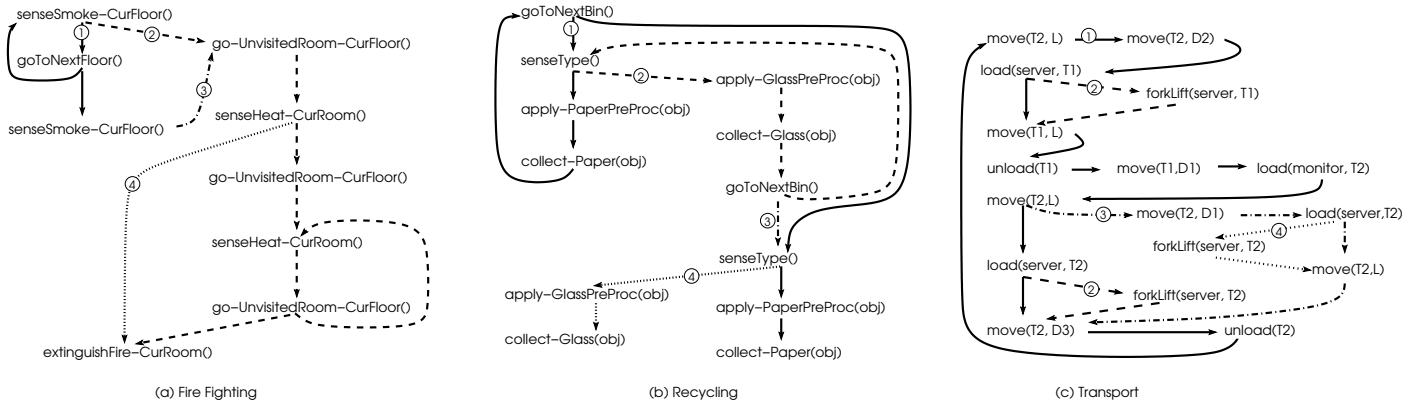 senseSmoke–CurFloor()
1
2
go–UnvisitedRoom–CurFloor()
goToNextFloor()
3
senseSmoke–CurFloor()
senseHeat–CurRoom()
4
go–UnvisitedRoom–CurFloor()
senseHeat–CurRoom()
go–UnvisitedRoom–CurFloor()
extinguishFire–CurRoom()
(a) Fire Fighting
goToNextBin()
1
senseType()
2
apply–GlassPreProc(obj)
apply–PaperPreProc(obj)
collect–Glass(obj)
collect–Paper(obj)
goToNextBin()
3
senseType()
4
apply–GlassPreProc(obj)
apply–PaperPreProc(obj)
collect–Glass(obj)
collect–Paper(obj)
(b) Recycling
move(T2, L)
1
move(T2, D2)
load(server, T1)
2
forkLift(server, T1)
move(T1, L)
unload(T1)
move(T1,D1)
load(monitor, T2)
move(T2,L)
3
move(T2, D1)
load(server,T2)
4
forkLift(server, T2)
load(server, T2)
move(T2,L)
2
forkLift(server, T2)
move(T2, D3)
unload(T2)
(c) Transport